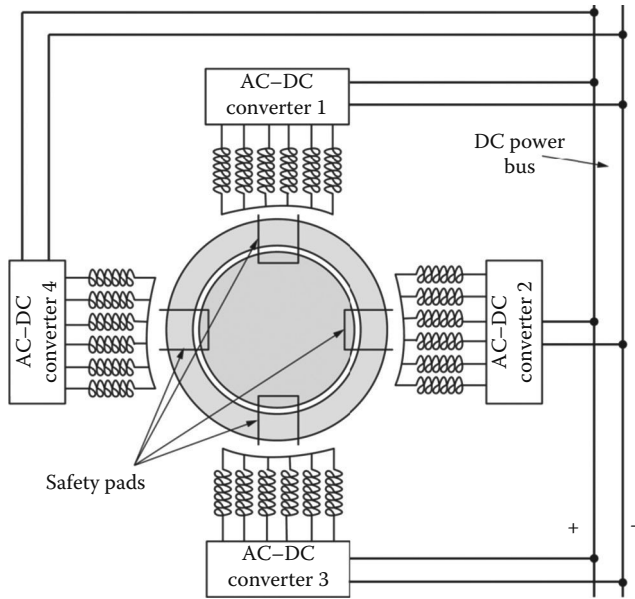 AC–DC
converter 1
DC power
bus
AC–DC
converter 4
AC–DC
converter 2
Safety pads
+
–
AC–DC
converter 3